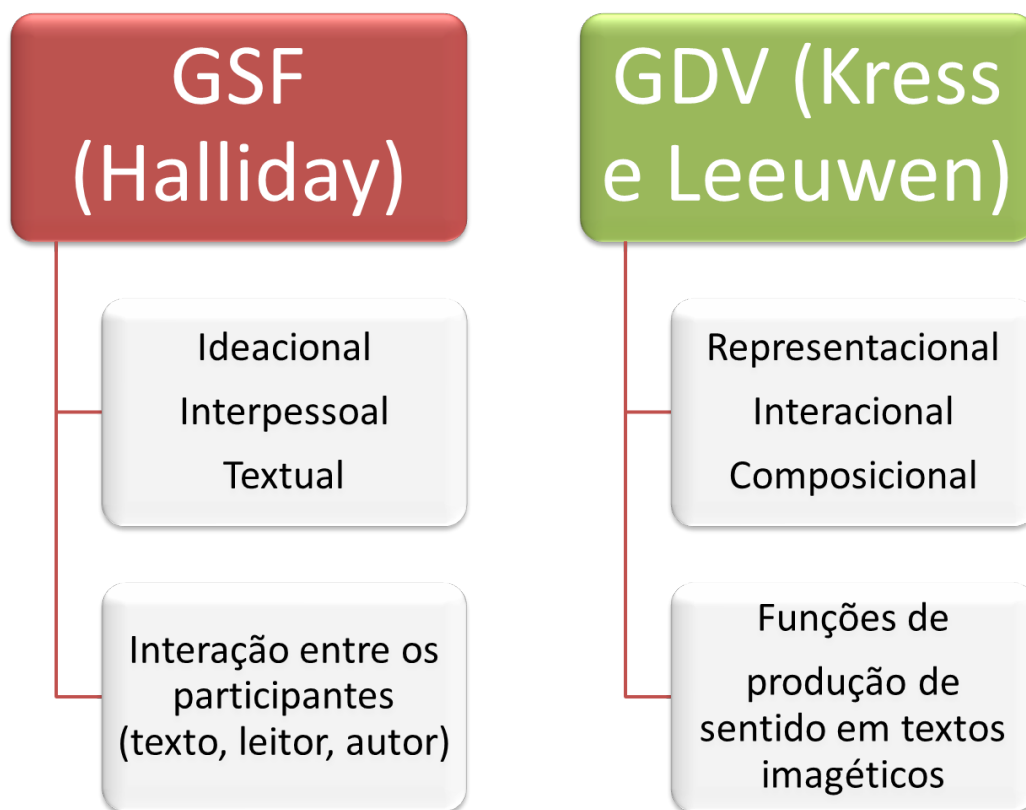 GSF
(Halliday)
Ideacional
Interpessoal
Textual
Interação entre os
participantes
(texto, leitor, autor)
GDV (Kress
e Leeuwen)
Representacional
Interacional
Composicional
Funções de
produção de
sentido em textos
imagéticos